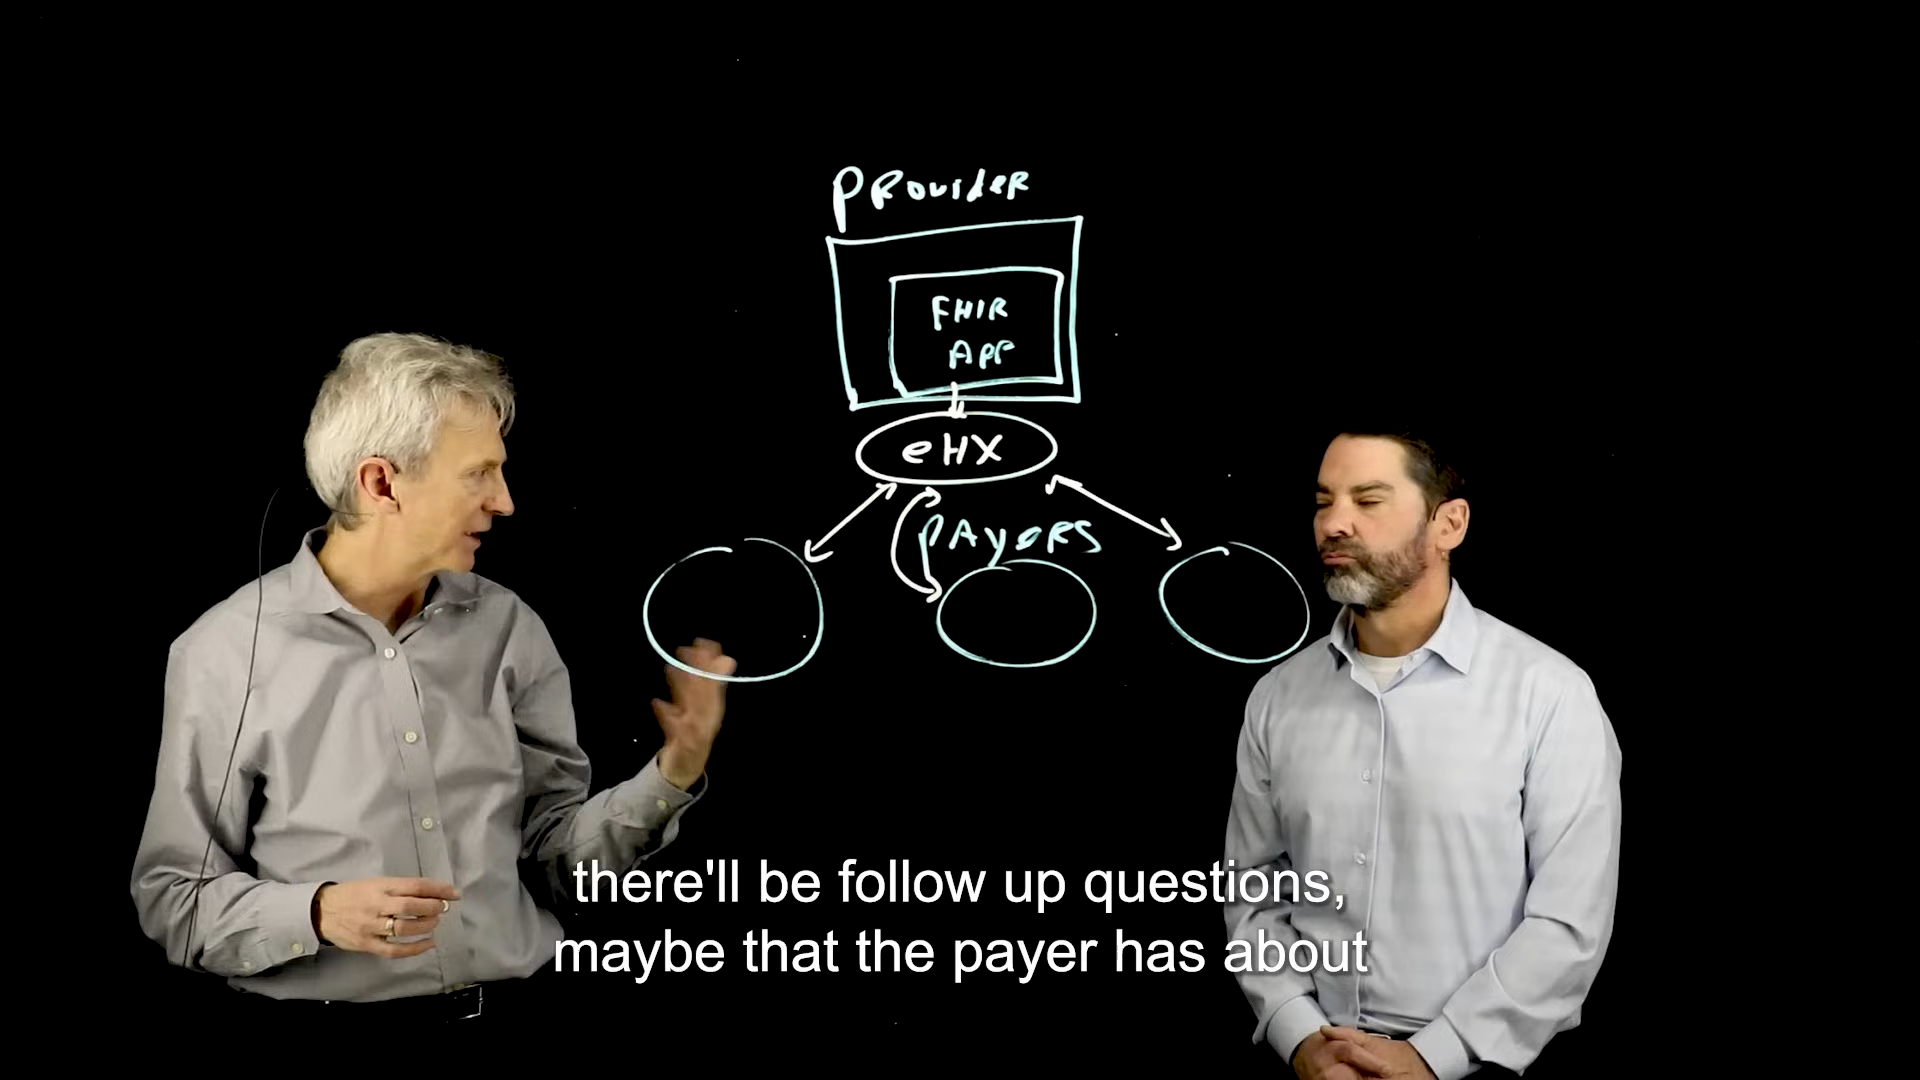 PROVIDER
FHIR
APP
eHX
PAYORS
there'll be follow up questions,
maybe that the payer has about